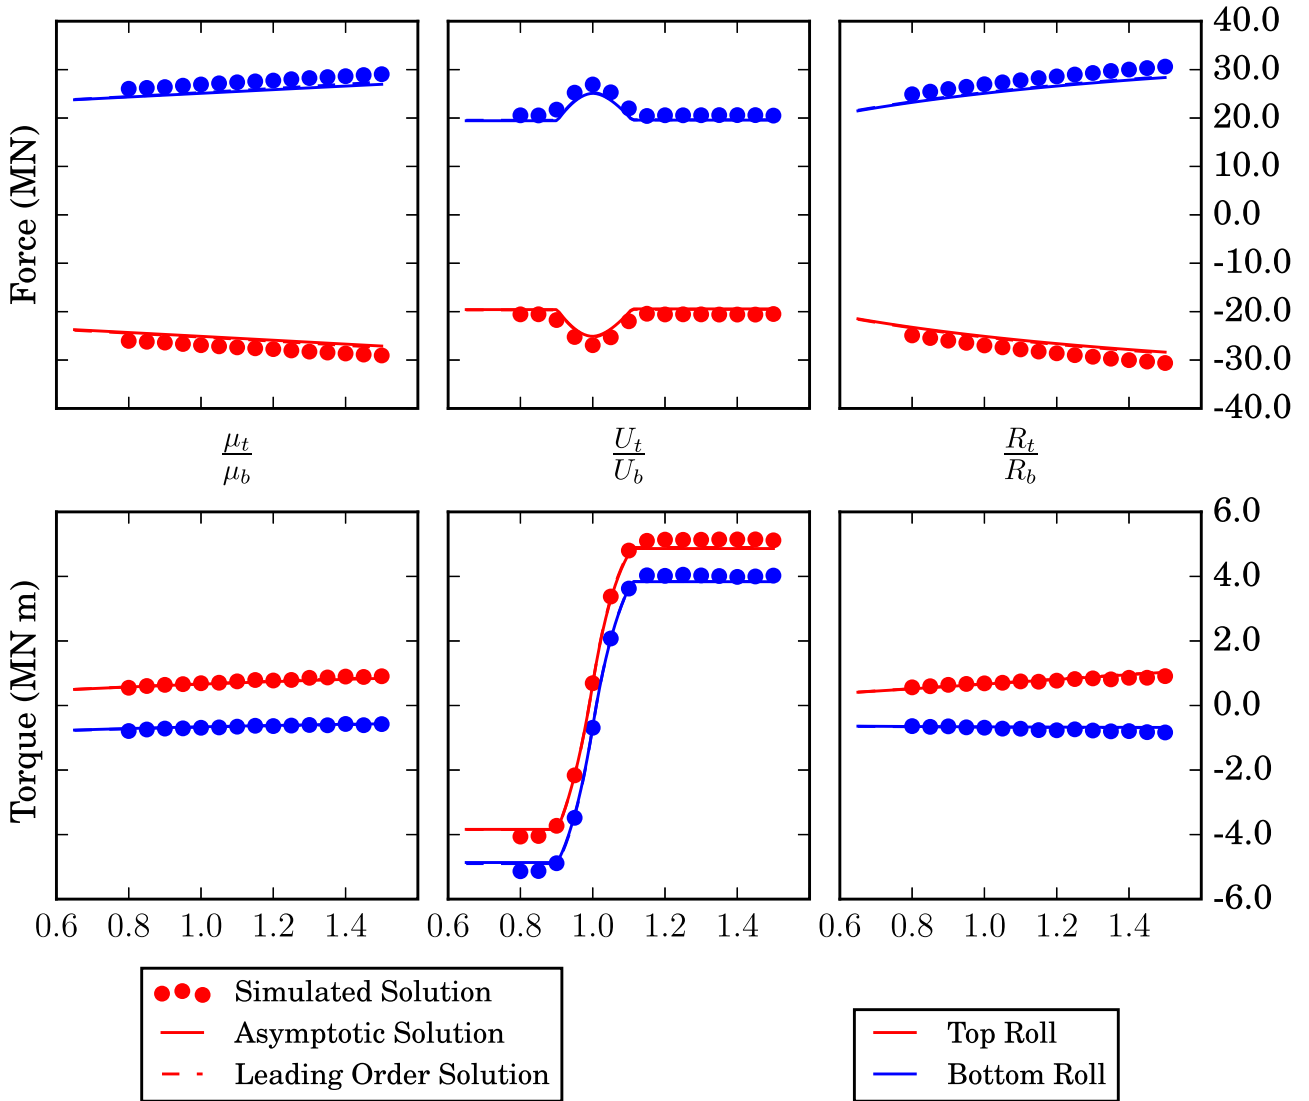 40.0
30.0
20.0
10.0
0.0
-10.0
-20.0
-30.0
-40.0
Force (MN)
μt/μb
Ut/Ub
Rt/Rb
6.0
4.0
2.0
0.0
-2.0
-4.0
-6.0
Torque (MN m)
0.6 0.8 1.0 1.2 1.4 0.8 1.0 1.2 1.4 0.8 1.0 1.2 1.4
Simulated Solution
Asymptotic Solution
Leading Order Solution
Top Roll
Bottom Roll